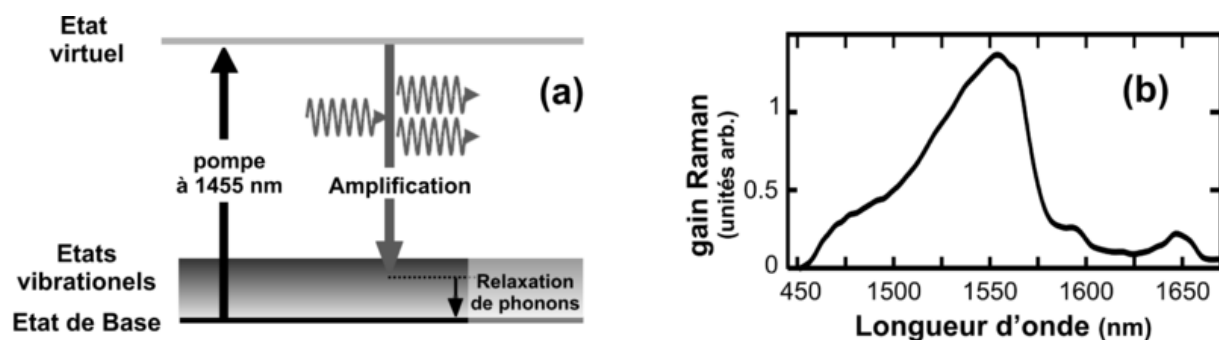 Etat
virtuel
(a)
pompe
à 1455 nm
Amplification
Etats
vibrationels
Relaxation
de phonons
Etat de Base
(b)
gain Raman
(unités arb.)
1
0.5
0
450 1500 1550 1600 1650
Longueur d'onde (nm)